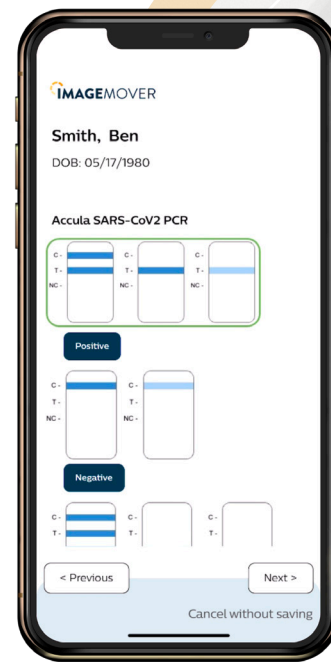 IMAGEMOVER
Smith, Ben
DOB: 05/17/1980
Accula SARS-CoV2 PCR
C - C - C -
T - T - T -
NC - NC - NC -
Positive
C - C -
T - T -
NC - NC -
Negative
C - C - C -
T - T - T -
< Previous Next >
Cancel without saving